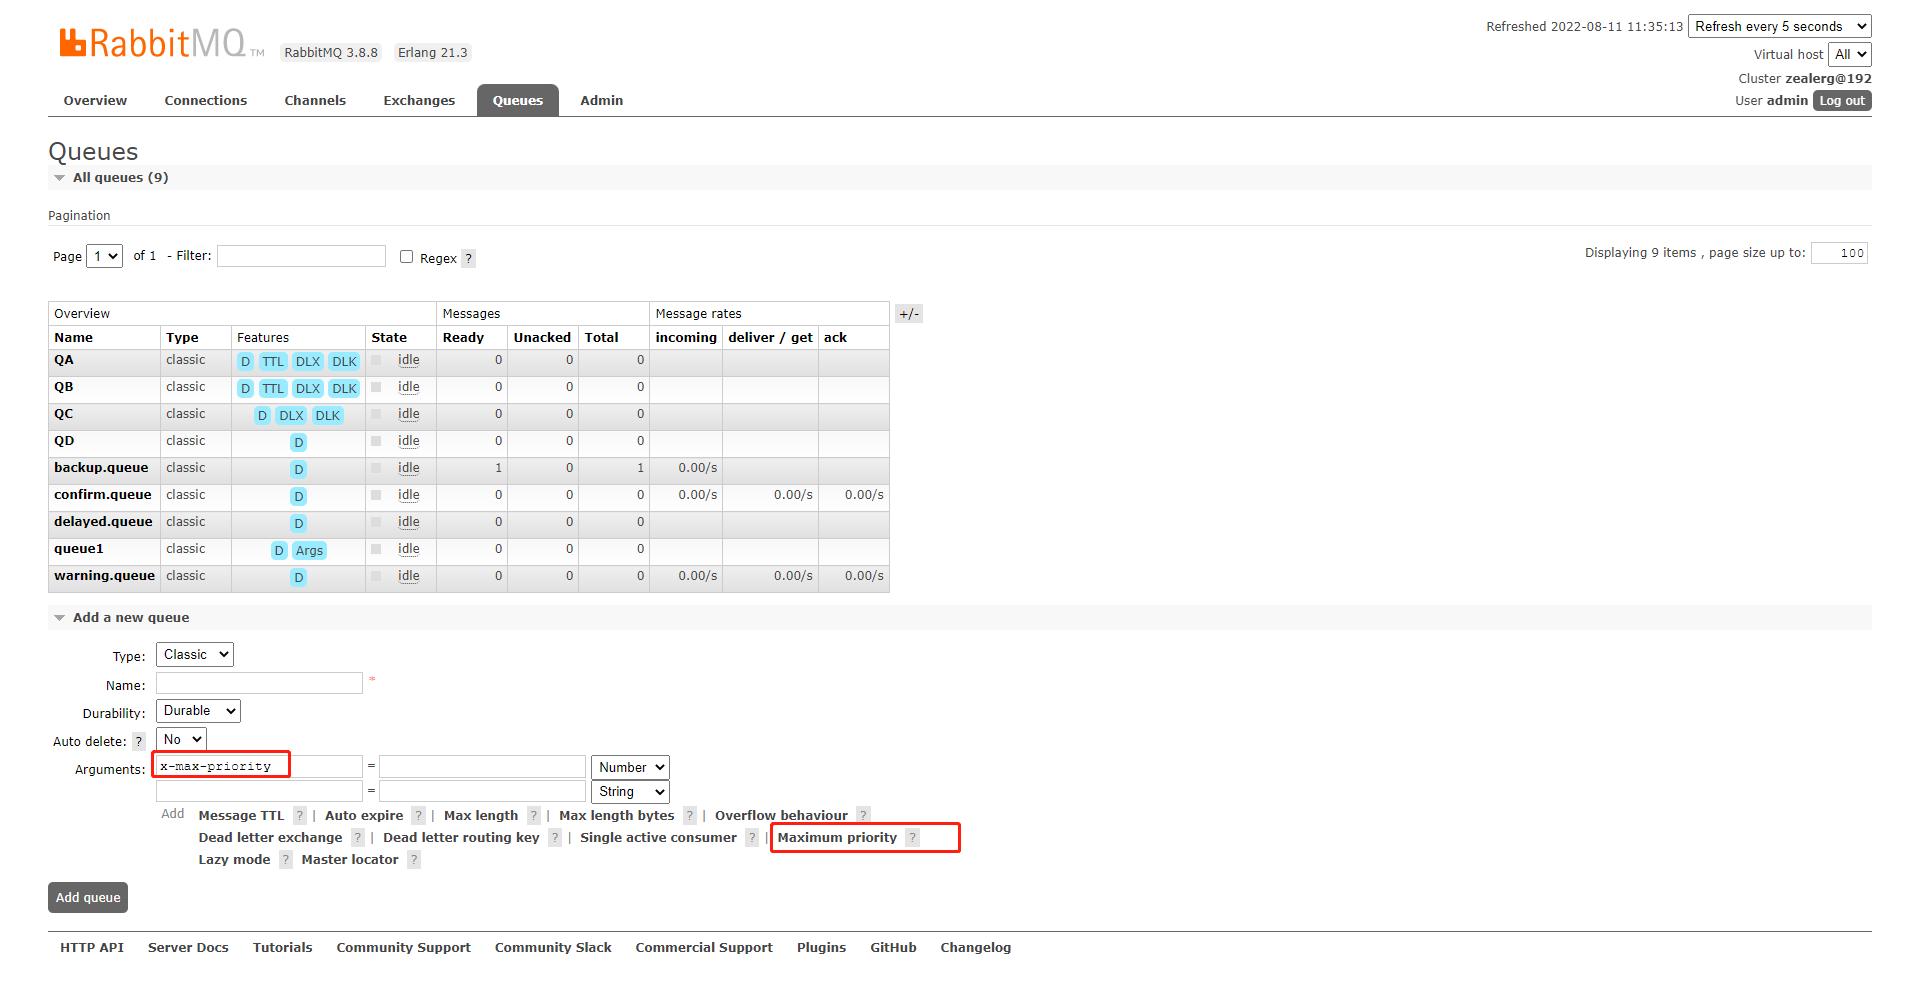 RabbitMQ TM RabbitMQ 3.8.8 Erlang 21.3
Refreshed 2022-08-11 11:35:13 Refresh every 5 seconds
Virtual host All
Cluster zealerg@192
User admin Log out
Overview Connections Channels Exchanges Queues Admin
Queues
All queues (9)
Pagination
Page 1 of 1 - Filter: Regex ? Displaying 9 items , page size up to: 100
Overview Messages Message rates +/-
Name Type Features State Ready Unacked Total incoming deliver / get ack
QA classic D TTL DLX DLK idle 0 0 0
QB classic D TTL DLX DLK idle 0 0 0
QC classic D DLX DLK idle 0 0 0
QD classic D idle 0 0 0
backup.queue classic D idle 1 0 1 0.00/s
confirm.queue classic D idle 0 0 0 0.00/s 0.00/s 0.00/s
delayed.queue classic D idle 0 0 0
queue1 classic D Args idle 0 0 0
warning.queue classic D idle 0 0 0 0.00/s 0.00/s 0.00/s
Add a new queue
Type: Classic
Name: *
Durability: Durable
Auto delete: ? No
Arguments: x-max-priority = Number
= String
Add Message TTL ? | Auto expire ? | Max length ? | Max length bytes ? | Overflow behaviour ?
Dead letter exchange ? | Dead letter routing key ? | Single active consumer ? | Maximum priority ?
Lazy mode ? Master locator ?
Add queue
HTTP API Server Docs Tutorials Community Support Community Slack Commercial Support Plugins GitHub Changelog